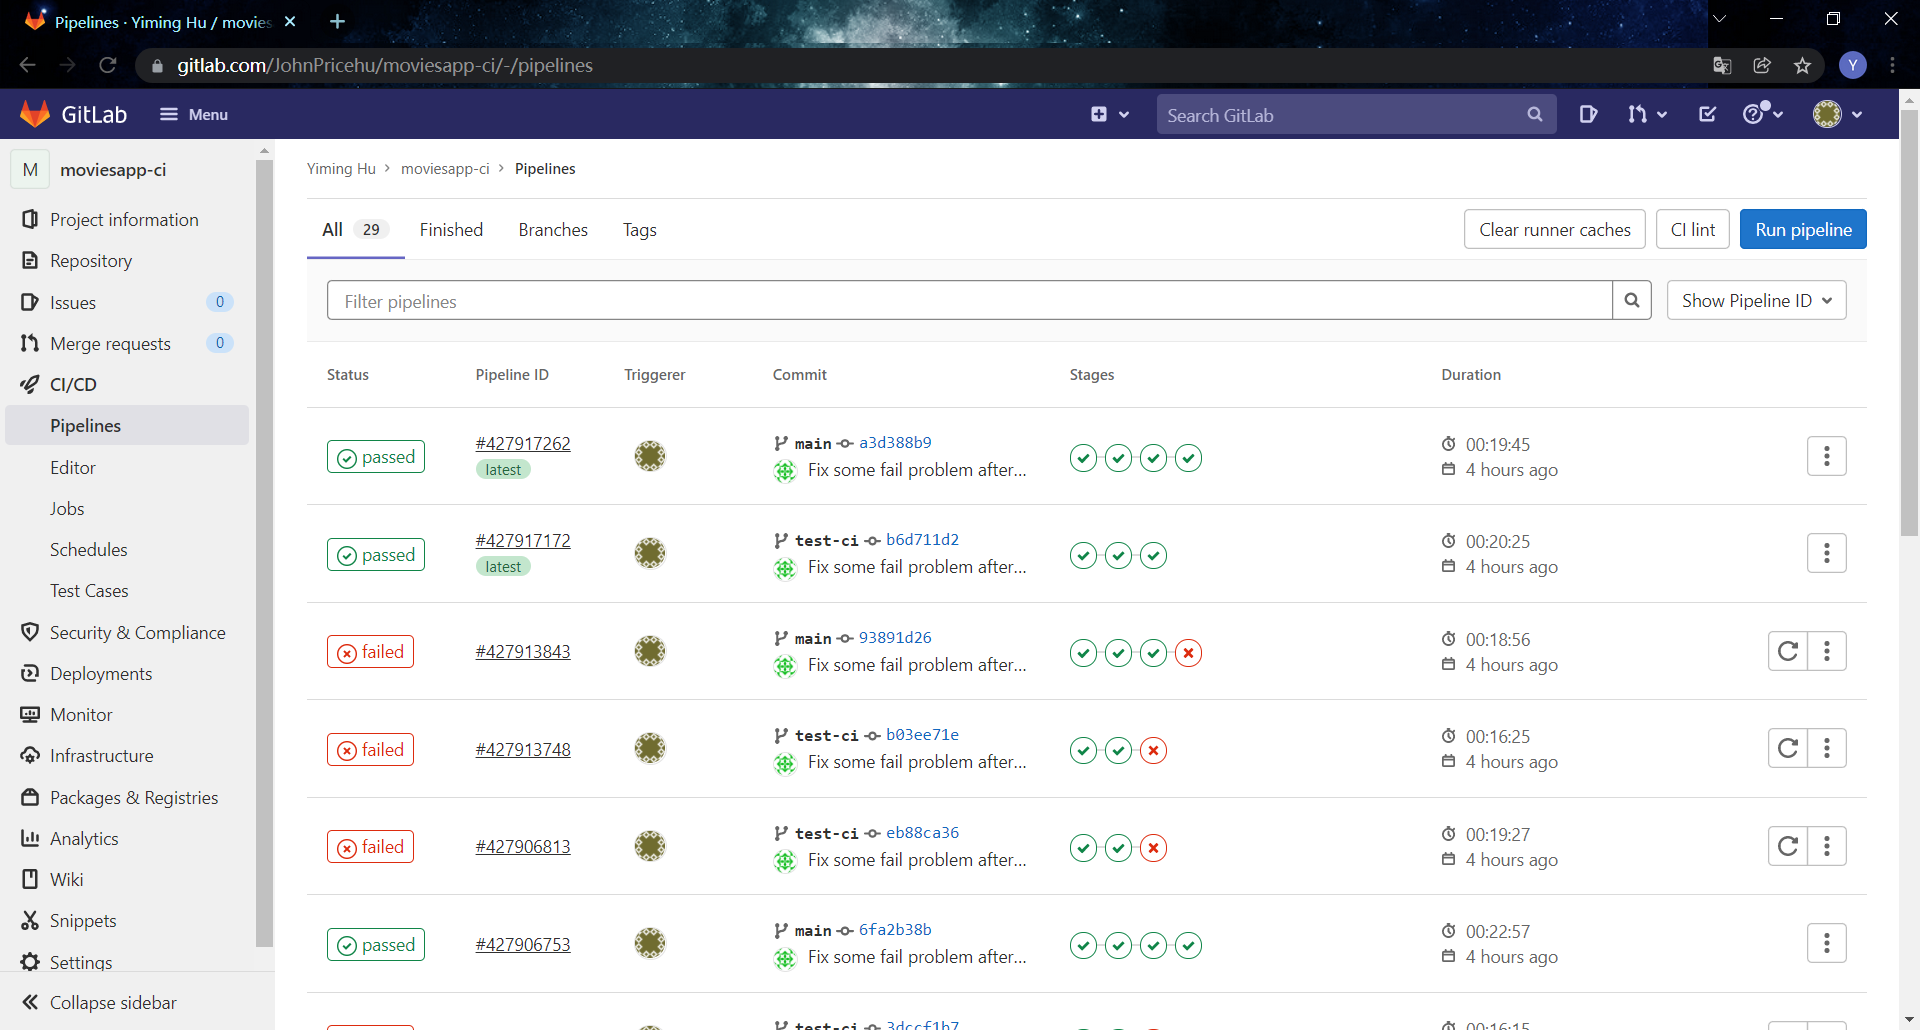 Pipelines · Yiming Hu / movies
gitlab.com/JohnPricehu/moviesapp-ci/-/pipelines
Y
GitLab
Menu
Search GitLab
M
moviesapp-ci
Project information
Repository
Issues 0
Merge requests 0
CI/CD
Pipelines
Editor
Jobs
Schedules
Test Cases
Security & Compliance
Deployments
Monitor
Infrastructure
Packages & Registries
Analytics
Wiki
Snippets
Settings
Collapse sidebar
Yiming Hu > moviesapp-ci > Pipelines
All 29 Finished Branches Tags
Clear runner caches CI lint Run pipeline
Filter pipelines
Show Pipeline ID
Status Pipeline ID Triggerer Commit Stages Duration
passed #427917262 main a3d388b9 00:19:45
latest Fix some fail problem after... 4 hours ago
passed #427917172 test-ci b6d711d2 00:20:25
latest Fix some fail problem after... 4 hours ago
failed #427913843 main 93891d26 00:18:56
Fix some fail problem after... 4 hours ago
failed #427913748 test-ci b03ee71e 00:16:25
Fix some fail problem after... 4 hours ago
failed #427906813 test-ci eb88ca36 00:19:27
Fix some fail problem after... 4 hours ago
passed #427906753 main 6fa2b38b 00:22:57
Fix some fail problem after... 4 hours ago
test-ci 3dccf1b7 00:16:15